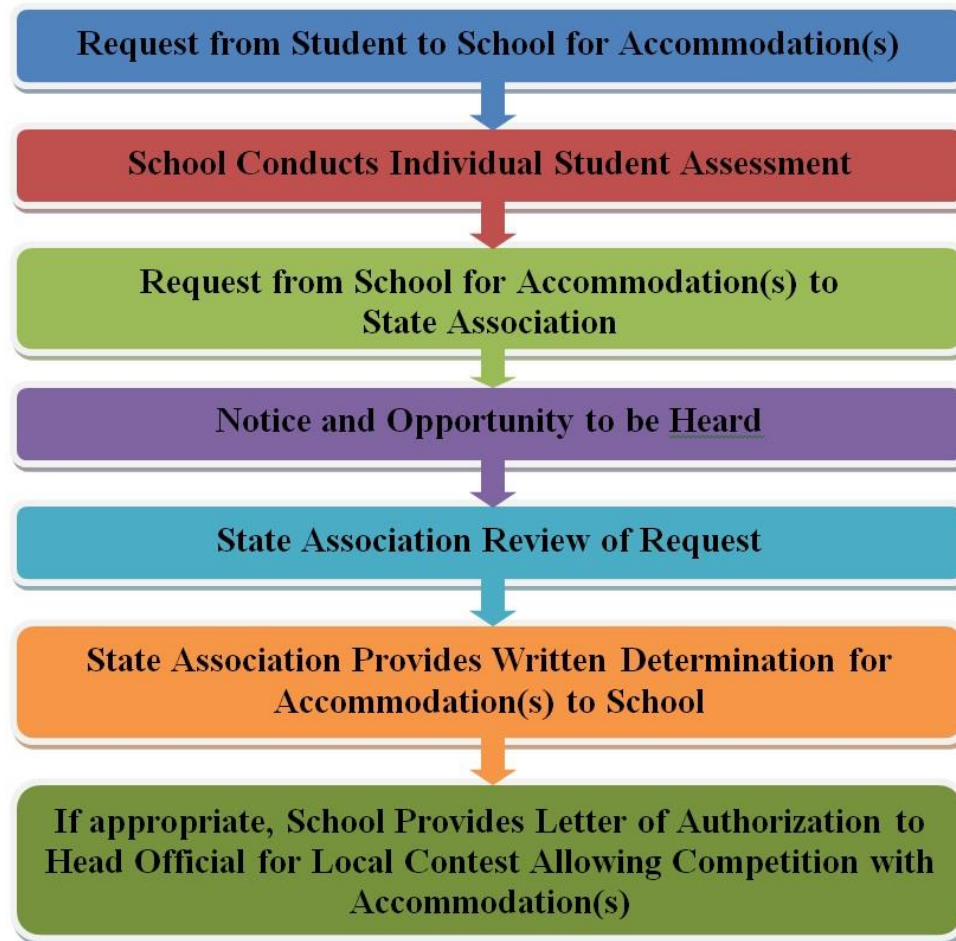 Request from Student to School for Accommodation(s)
School Conducts Individual Student Assessment
Request from School for Accommodation(s) to
State Association
Notice and Opportunity to be Heard
State Association Review of Request
State Association Provides Written Determination for
Accommodation(s) to School
If appropriate, School Provides Letter of Authorization to
Head Official for Local Contest Allowing Competition with
Accommodation(s)